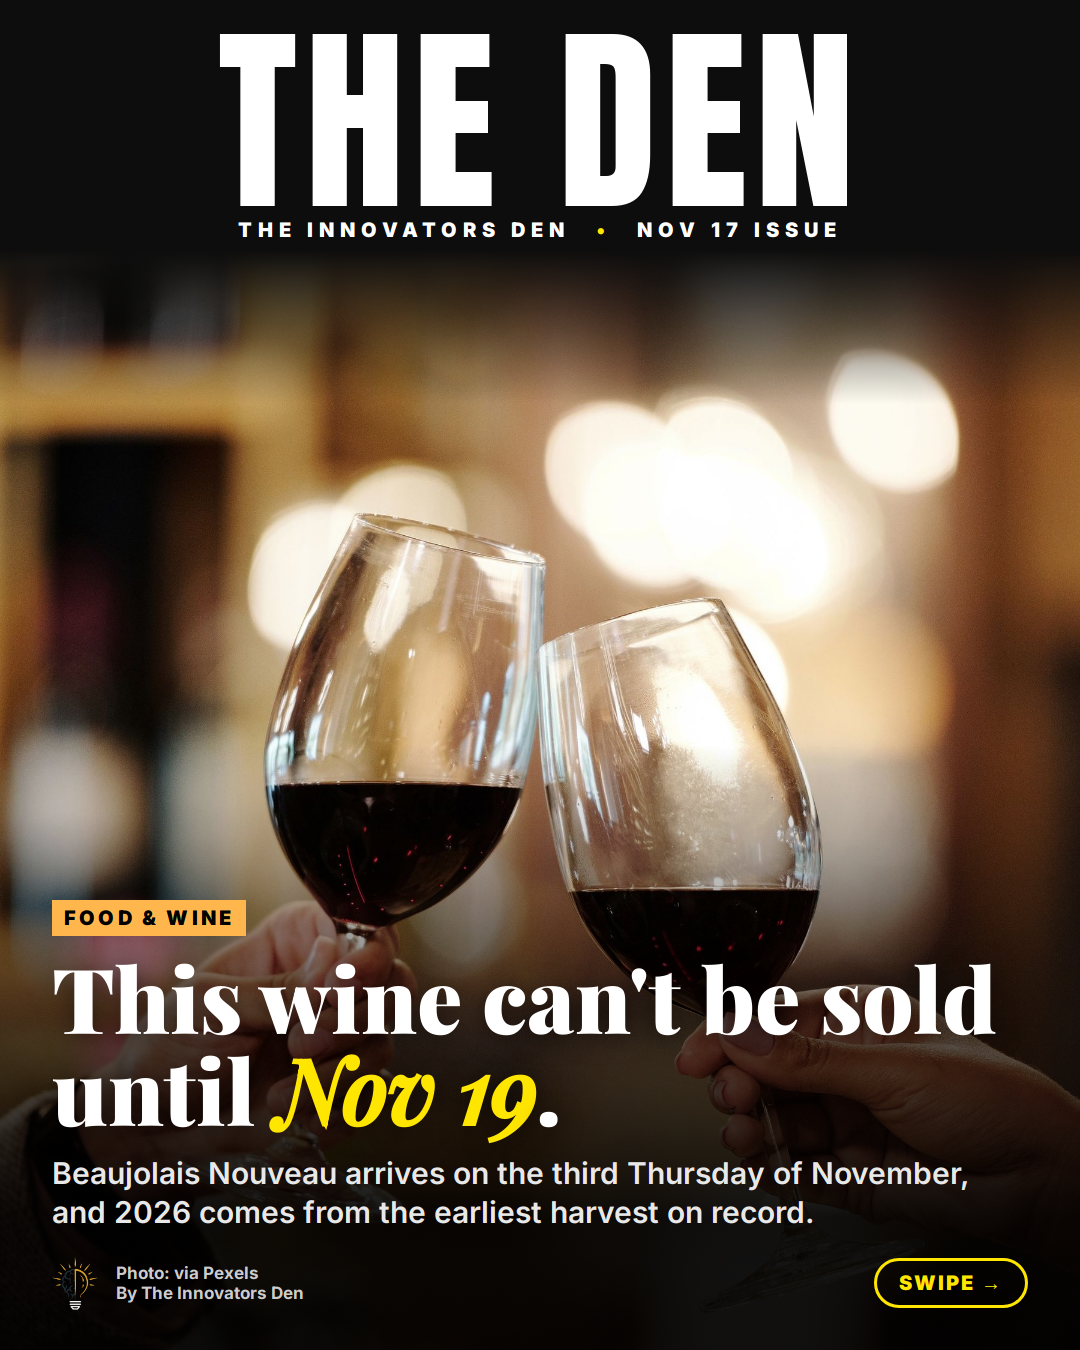 THE DEN
THE INNOVATORS DEN • NOV 17 ISSUE
FOOD & WINE
This wine can't be sold
until Nov 19.
Beaujolais Nouveau arrives on the third Thursday of November,
and 2026 comes from the earliest harvest on record.
Photo: via Pexels
By The Innovators Den
SWIPE →